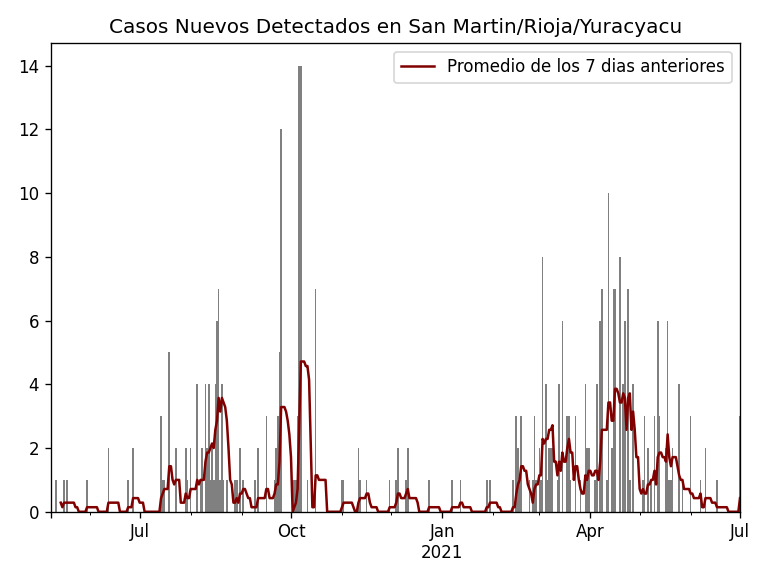 Casos Nuevos Detectados en San Martin/Rioja/Yuracyacu
Promedio de los 7 dias anteriores
14
12
10
8
6
4
2
0
Jul
Oct
Jan
2021
Apr
Jul